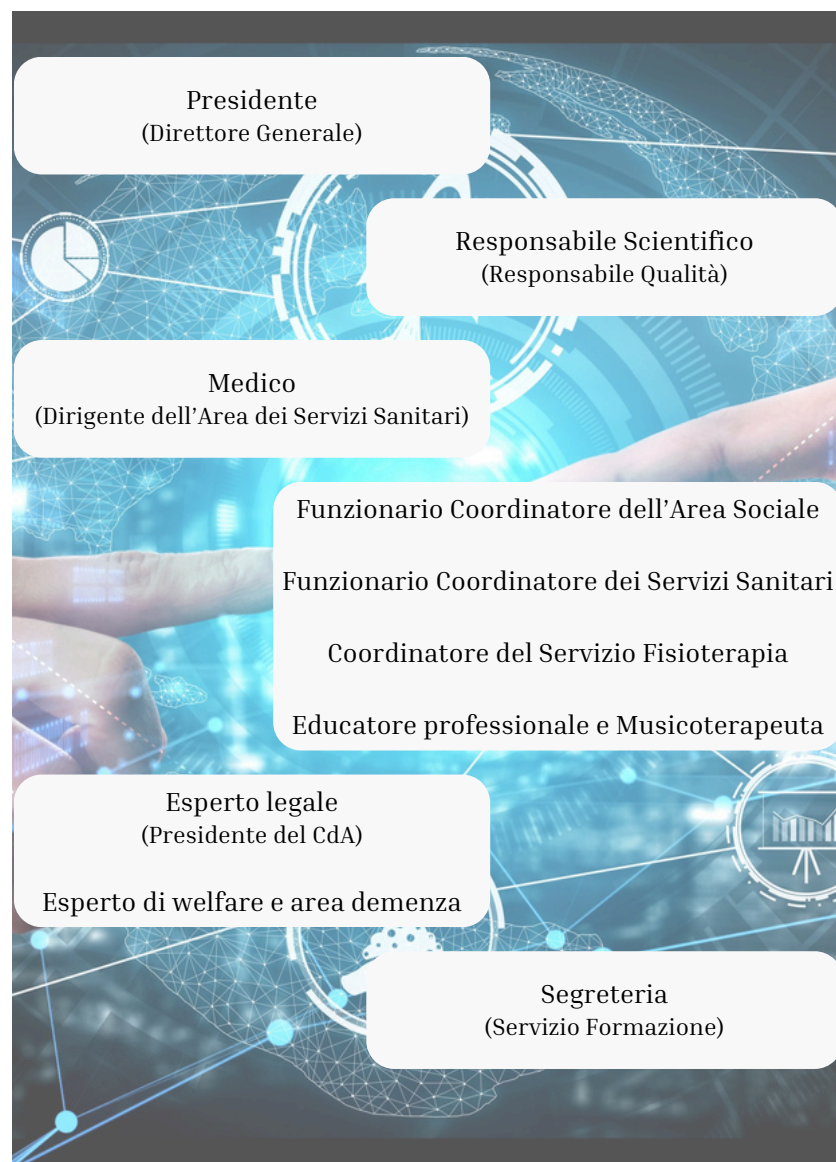 Presidente
(Direttore Generale)
Responsabile Scientifico
(Responsabile Qualità)
Medico
(Dirigente dell’Area dei Servizi Sanitari)
Funzionario Coordinatore dell’Area Sociale
Funzionario Coordinatore dei Servizi Sanitari
Coordinatore del Servizio Fisioterapia
Educatore professionale e Musicoterapeuta
Esperto legale
(Presidente del CdA)
Esperto di welfare e area demenza
Segreteria
(Servizio Formazione)